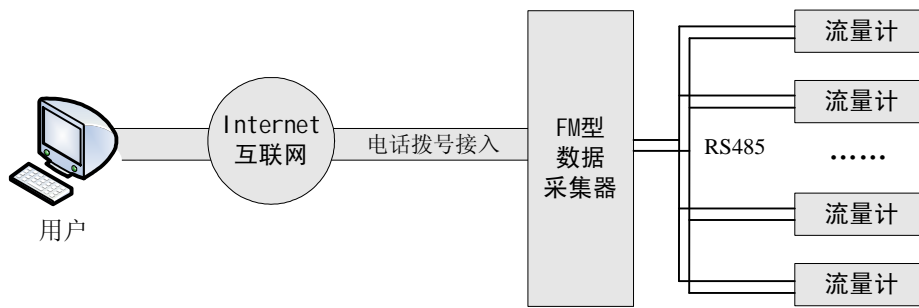 流量计
流量计
Internet
互联网
电话拨号接入
FM型
数据
采集器
RS485
……
流量计
流量计
用户